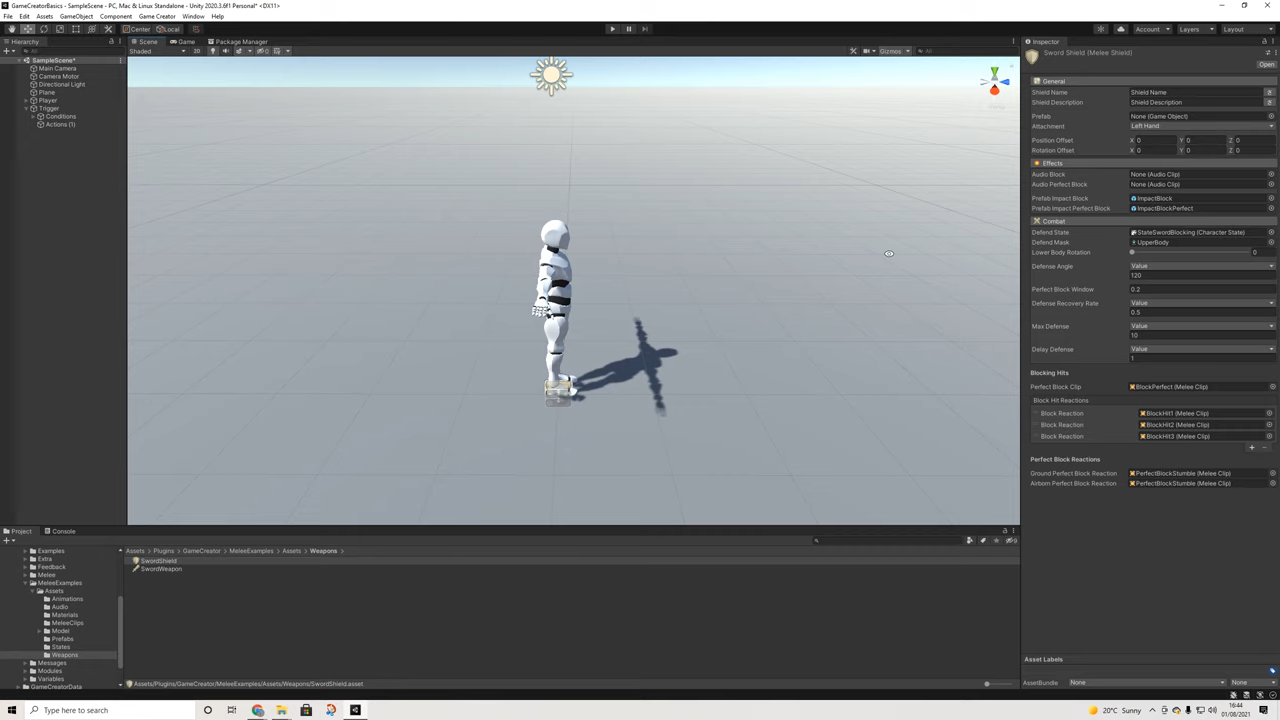 GameCreatorBasics - SampleScene - PC, Mac & Linux Standalone - Unity 2020.3.6f1 Personal* <DX11>
File Edit Assets GameObject Component Game Creator Window Help
Center Local
Account Layers Layout
Hierarchy
All
SampleScene*
Main Camera
Camera Motor
Directional Light
Plane
Player
Trigger
Conditions
Actions (1)
Scene Game Package Manager
Shaded 2D Gizmos All
Inspector
Sword Shield (Melee Shield)
Open
General
Shield Name Shield Name
Shield Description Shield Description
Prefab None (Game Object)
Attachment Left Hand
Position Offset X 0 Y 0 Z 0
Rotation Offset X 0 Y 0 Z 0
Effects
Audio Block None (Audio Clip)
Audio Perfect Block None (Audio Clip)
Prefab Impact Block ImpactBlock
Prefab Impact Perfect Block ImpactBlockPerfect
Combat
Defend State StateSwordBlocking (Character State)
Defend Mask UpperBody
Lower Body Rotation 0
Defense Angle Value
120
Perfect Block Window 0.2
Defense Recovery Rate Value
0.5
Max Defense Value
10
Delay Defense Value
1
Blocking Hits
Perfect Block Clip BlockPerfect (Melee Clip)
Block Hit Reactions
Block Reaction BlockHit1 (Melee Clip)
Block Reaction BlockHit2 (Melee Clip)
Block Reaction BlockHit3 (Melee Clip)
Perfect Block Reactions
Ground Perfect Block Reaction PerfectBlockStumble (Melee Clip)
Airborn Perfect Block Reaction PerfectBlockStumble (Melee Clip)
Asset Labels
AssetBundle None None
Project Console
Examples
Extra
Feedback
Melee
MeleeExamples
Assets
Animations
Audio
Materials
MeleeClips
Model
Prefabs
States
Weapons
Messages
Modules
Variables
GameCreatorData
Assets > Plugins > GameCreator > MeleeExamples > Assets > Weapons >
SwordShield
SwordWeapon
Assets/Plugins/GameCreator/MeleeExamples/Assets/Weapons/SwordShield.asset
Type here to search
20°C Sunny
16:44
01/08/2021